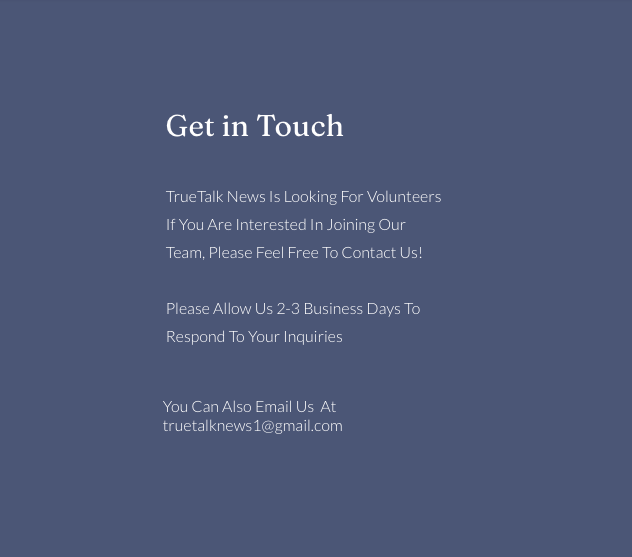 Get in Touch
TrueTalk News Is Looking For Volunteers
If You Are Interested In Joining Our
Team, Please Feel Free To Contact Us!
Please Allow Us 2-3 Business Days To
Respond To Your Inquiries
You Can Also Email Us  At
truetalknews1@gmail.com